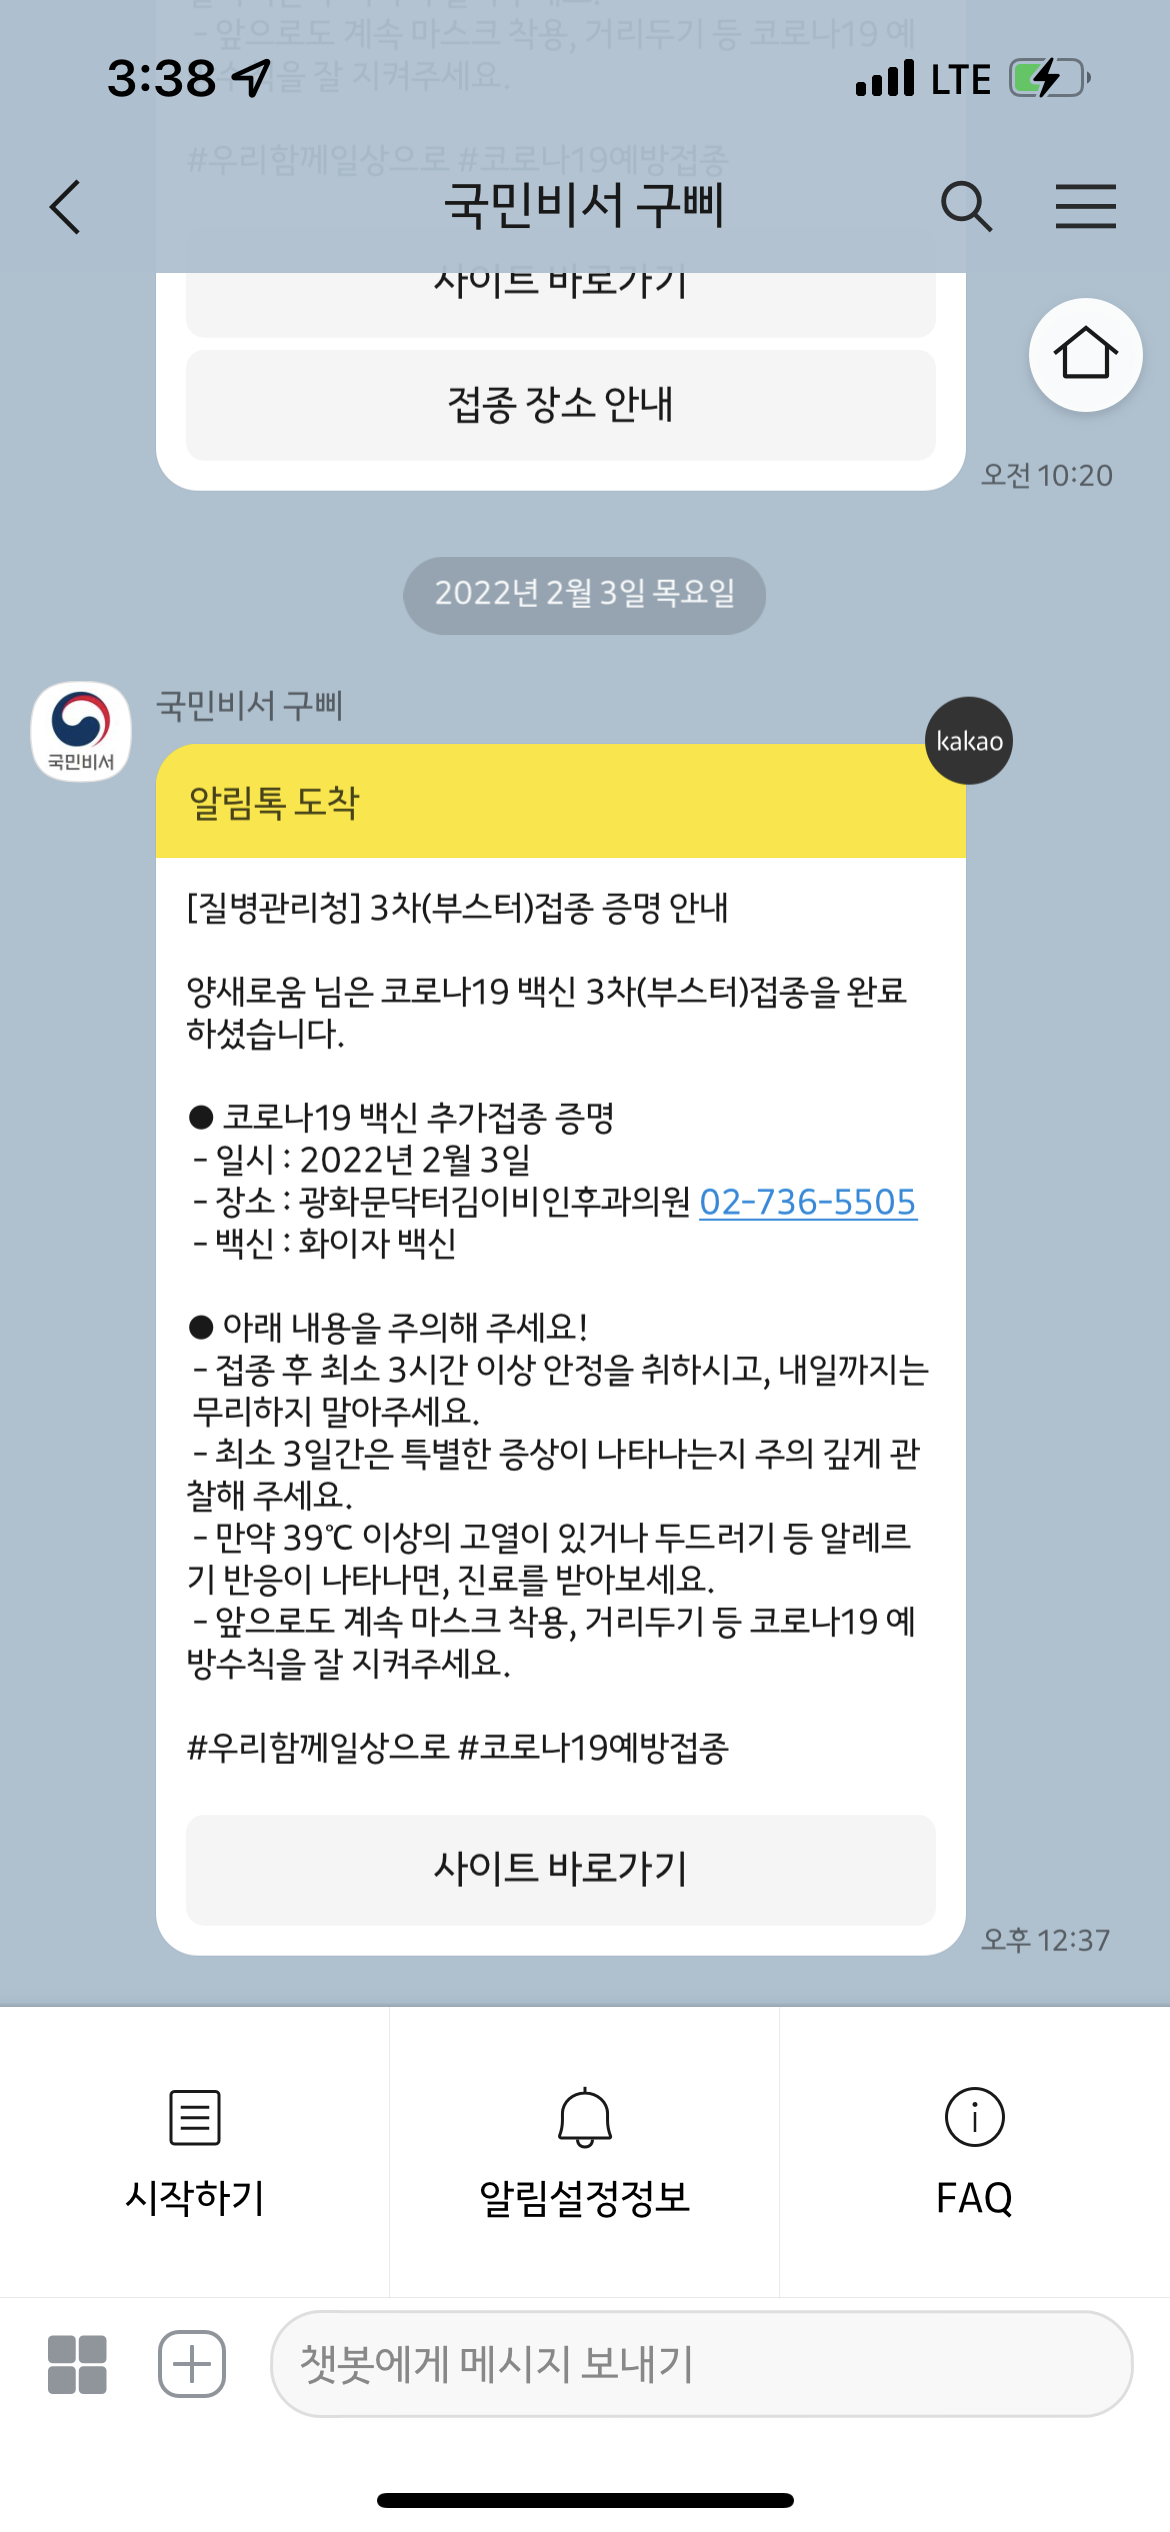 - 앞으로도 계속 마스크 착용, 거리두기 등 코로나19 예
3:38
LTE
수칙을 잘 지켜주세요.
#우리함께일상으로 #코로나19예방접종
국민비서 구삐
사이트 바로가기
접종 장소 안내
오전 10:20
2022년 2월 3일 목요일
국민비서 구삐
국민비서
kakao
알림톡 도착
[질병관리청] 3차(부스터)접종 증명 안내
양새로움 님은 코로나19 백신 3차(부스터)접종을 완료
하셨습니다.
● 코로나19 백신 추가접종 증명
- 일시 : 2022년 2월 3일
- 장소 : 광화문닥터김이비인후과의원 02-736-5505
- 백신 : 화이자 백신
● 아래 내용을 주의해 주세요!
- 접종 후 최소 3시간 이상 안정을 취하시고, 내일까지는
무리하지 말아주세요.
- 최소 3일간은 특별한 증상이 나타나는지 주의 깊게 관
찰해 주세요.
- 만약 39℃ 이상의 고열이 있거나 두드러기 등 알레르
기 반응이 나타나면, 진료를 받아보세요.
- 앞으로도 계속 마스크 착용, 거리두기 등 코로나19 예
방수칙을 잘 지켜주세요.
#우리함께일상으로 #코로나19예방접종
사이트 바로가기
오후 12:37
시작하기
알림설정정보
FAQ
챗봇에게 메시지 보내기